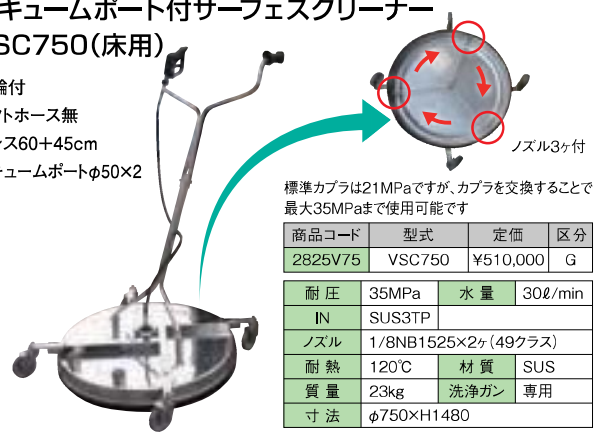 キュームポート付サーフェスクリーナー
SC750(床用)
輪付
トホース無
ス60+45cm
ュームポートφ50×2
ノズル3ヶ付
標準カプラは21MPaですが、カプラを交換することで
最大35MPaまで使用可能です
商品コード 型式 定価 区分
2825V75 VSC750 ¥510,000 G
耐圧 35MPa 水量 30ℓ/min
IN SUS3TP
ノズル 1/8NB1525×2ヶ(49クラス)
耐熱 120℃ 材質 SUS
質量 23kg 洗浄ガン 専用
寸法 φ750×H1480